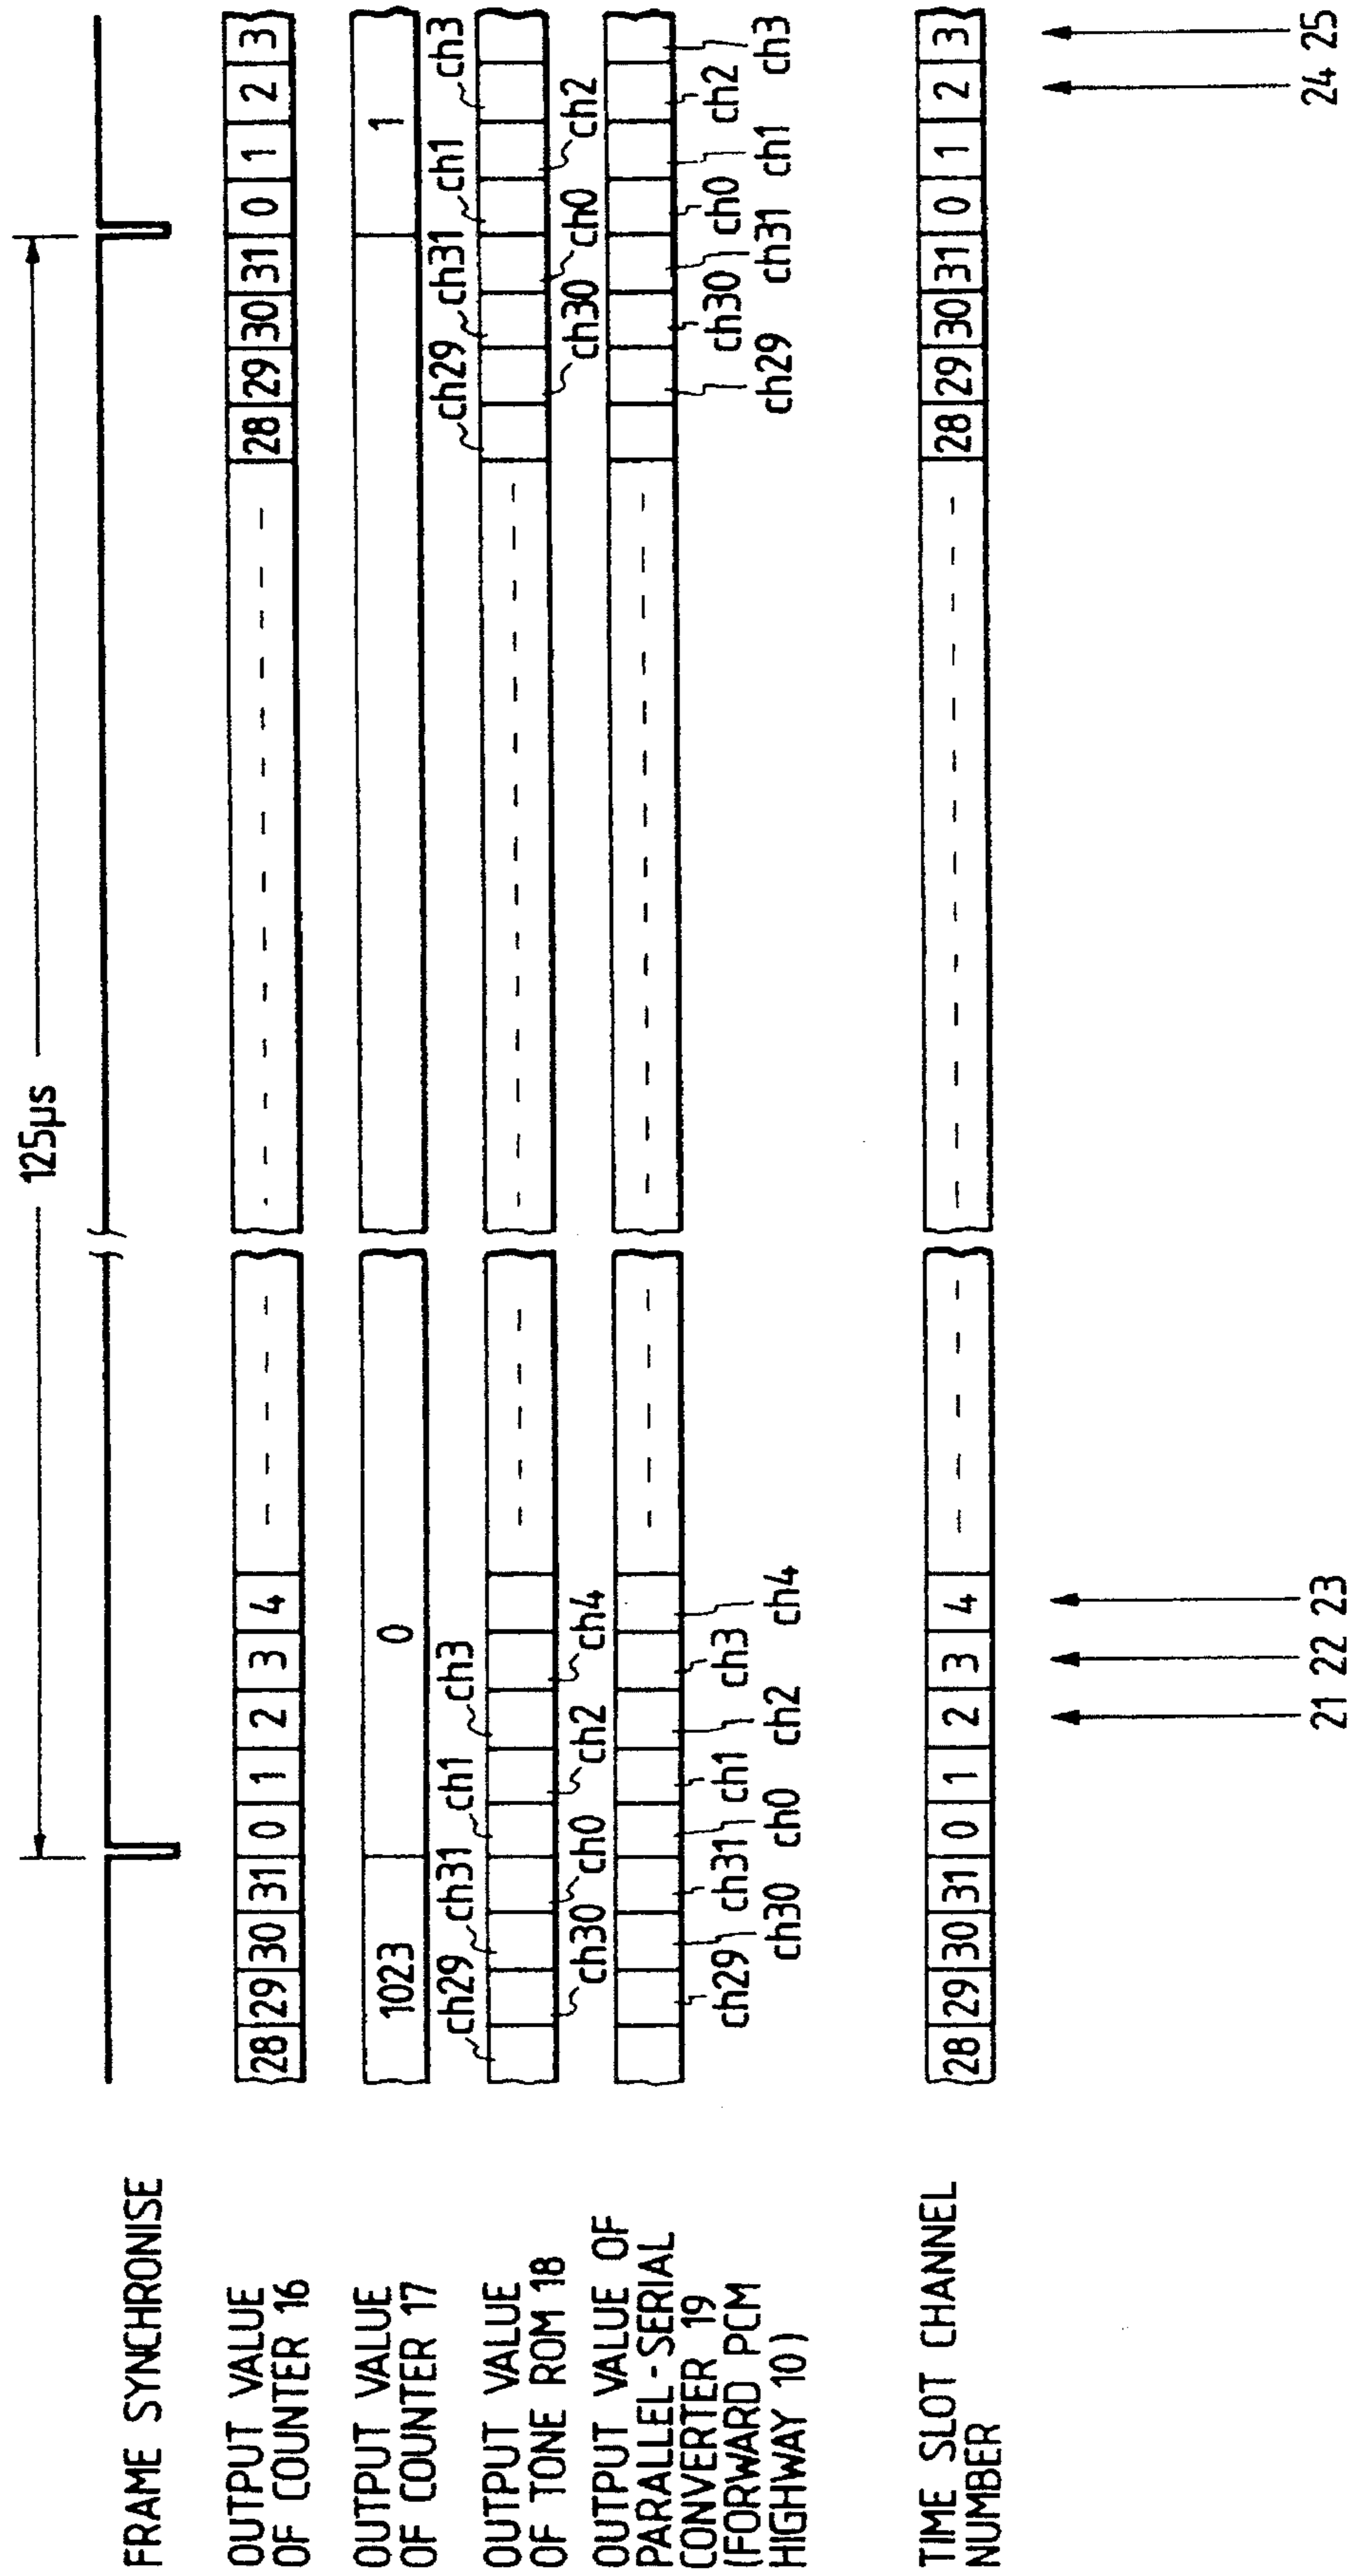 125µs
FRAME SYNCHRONISE
OUTPUT VALUE
OF COUNTER 16
28 29 30 31 0 1 2 3 4 28 29 30 31 0 1 2 3
OUTPUT VALUE
OF COUNTER 17
1023 0 1
ch29 ch31 ch1 ch3 ch29 ch31 ch1 ch3
OUTPUT VALUE
OF TONE ROM 18
ch30 ch0 ch2 ch4 ch30 ch0 ch2
OUTPUT VALUE OF
PARALLEL-SERIAL
CONVERTER 19
(FORWARD PCM
HIGHWAY 10)
ch29 ch31 ch1 ch3 ch30 ch0 ch2
ch30 ch0 ch2 ch4 ch29 ch31 ch1 ch3
TIME SLOT CHANNEL
NUMBER
28 29 30 31 0 1 2 3 4 28 29 30 31 0 1 2 3
21 22 23 24 25